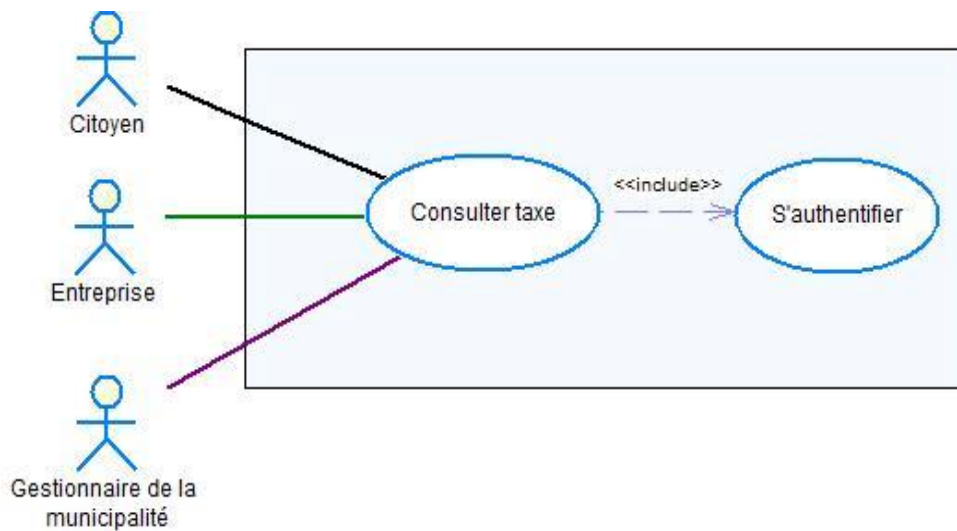 Citoyen
<<include>>
Consulter taxe
S'authentifier
Entreprise
Gestionnaire de la
municipalité